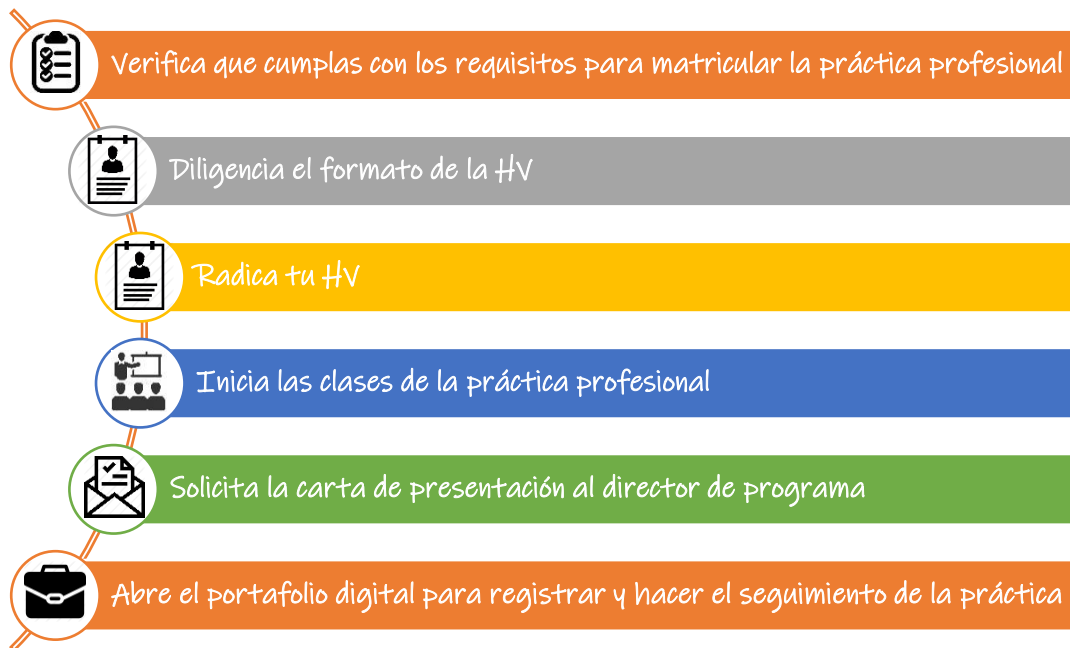 Verifica que cumplas con los requisitos para matricular la práctica profesional
Diligencia el formato de la HV
Radica tu HV
Inicia las clases de la práctica profesional
Solicita la carta de presentación al director de programa
Abre el portafolio digital para registrar y hacer el seguimiento de la práctica